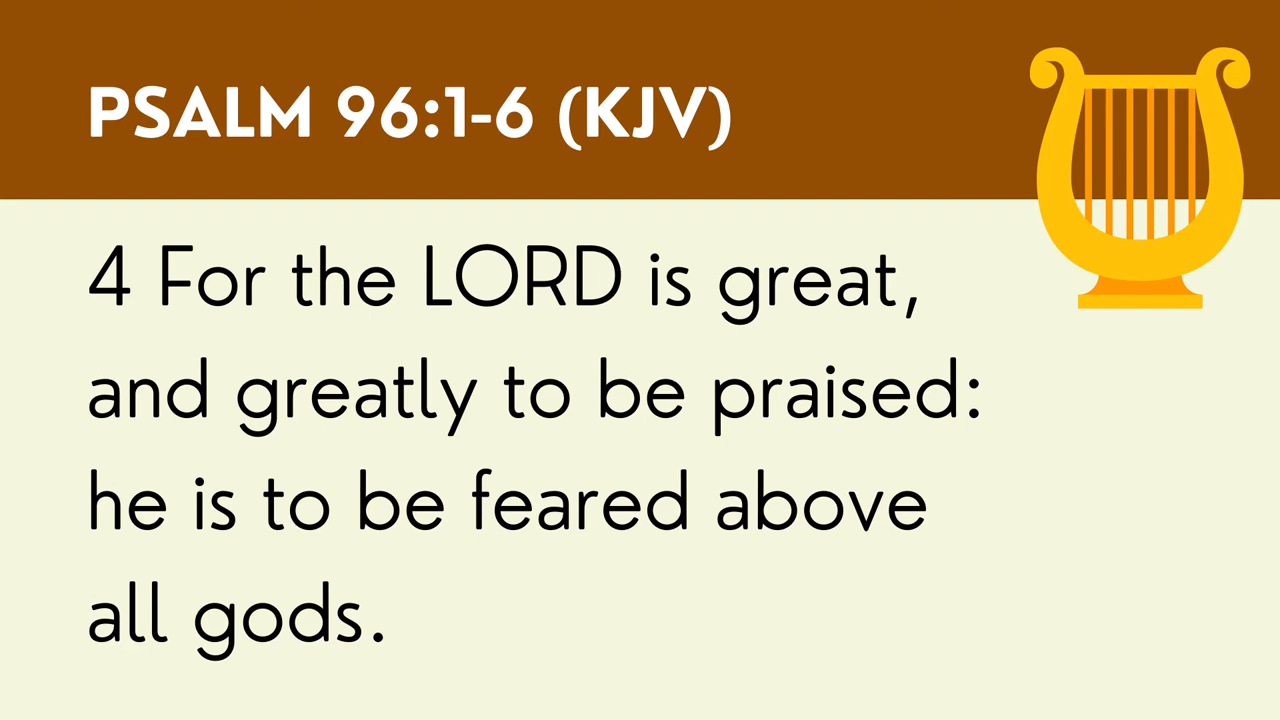 PSALM 96:1-6 (KJV)
4 For the LORD is great,
and greatly to be praised:
he is to be feared above
all gods.